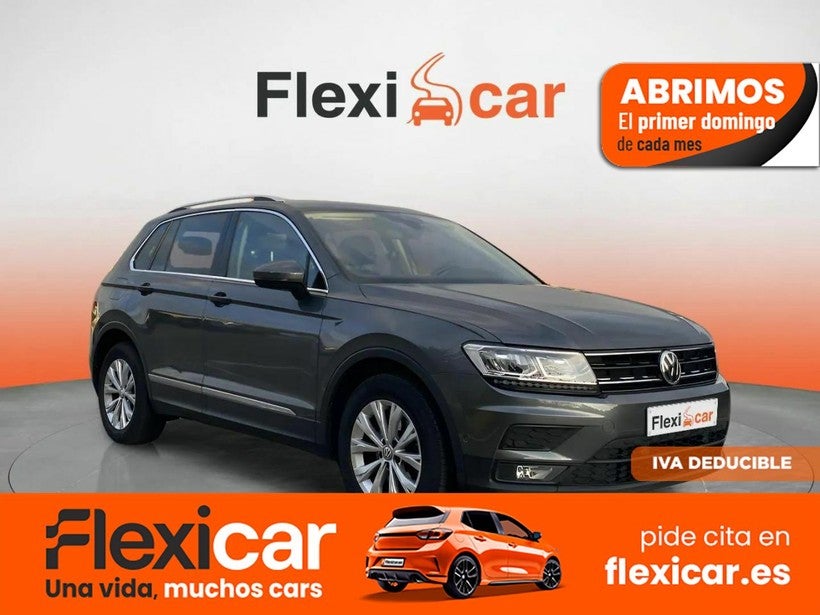 Flexicar
ABRIMOS
El primer domingo
de cada mes
Flexicar
IVA DEDUCIBLE
Flexicar
Una vida, muchos cars
pide cita en
flexicar.es